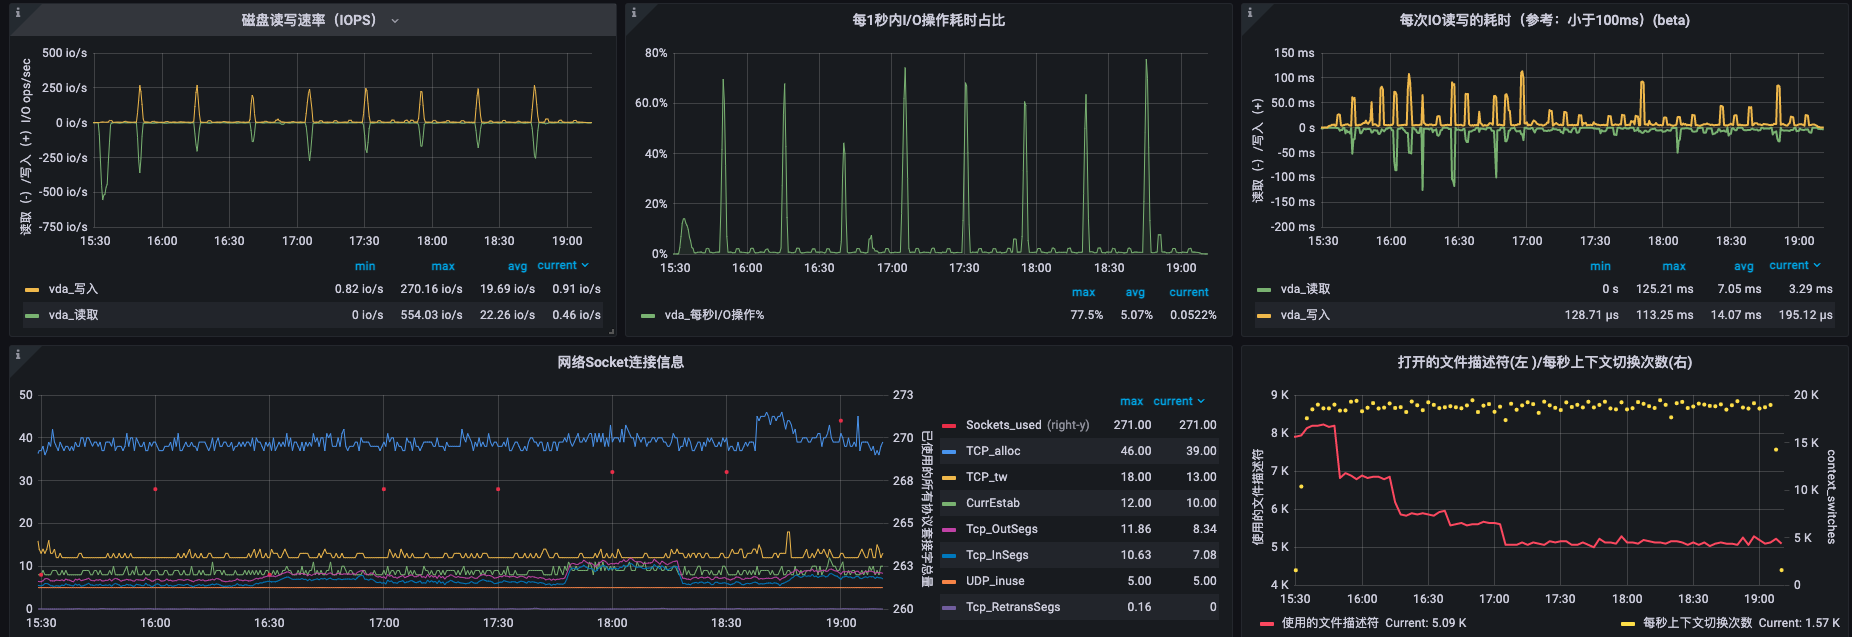 磁盘读写速率（IOPS）
读取（-）/写入（+）I/O ops/sec
500 io/s
250 io/s
0 io/s
-250 io/s
-500 io/s
-750 io/s
15:30 16:00 16:30 17:00 17:30 18:00 18:30 19:00
min max avg current
vda_写入 0.82 io/s 270.16 io/s 19.69 io/s 0.91 io/s
vda_读取 0 io/s 554.03 io/s 22.26 io/s 0.46 io/s
每1秒内I/O操作耗时占比
80%
60.0%
40%
20%
0%
15:30 16:00 16:30 17:00 17:30 18:00 18:30 19:00
max avg current
vda_每秒I/O操作% 77.5% 5.07% 0.0522%
每次IO读写的耗时（参考：小于100ms）(beta)
读取（-）/写入（+）
150 ms
100 ms
50.0 ms
0 s
-50 ms
-100 ms
-150 ms
-200 ms
15:30 16:00 16:30 17:00 17:30 18:00 18:30 19:00
min max avg current
vda_读取 0 s 125.21 ms 7.05 ms 3.29 ms
vda_写入 128.71 µs 113.25 ms 14.07 ms 195.12 µs
网络Socket连接信息
50
40
30
20
10
0
273
270
268
265
263
260
已使用的所有协议套接字总量
15:30 16:00 16:30 17:00 17:30 18:00 18:30 19:00
max current
Sockets_used (right-y) 271.00 271.00
TCP_alloc 46.00 39.00
TCP_tw 18.00 13.00
CurrEstab 12.00 10.00
Tcp_OutSegs 11.86 8.34
Tcp_InSegs 10.63 7.08
UDP_inuse 5.00 5.00
Tcp_RetransSegs 0.16 0
打开的文件描述符(左 )/每秒上下文切换次数(右)
使用的文件描述符
9 K
8 K
7 K
6 K
5 K
4 K
20 K
15 K
10 K
5 K
0
context_switches
15:30 16:00 16:30 17:00 17:30 18:00 18:30 19:00
使用的文件描述符 Current: 5.09 K
每秒上下文切换次数 Current: 1.57 K